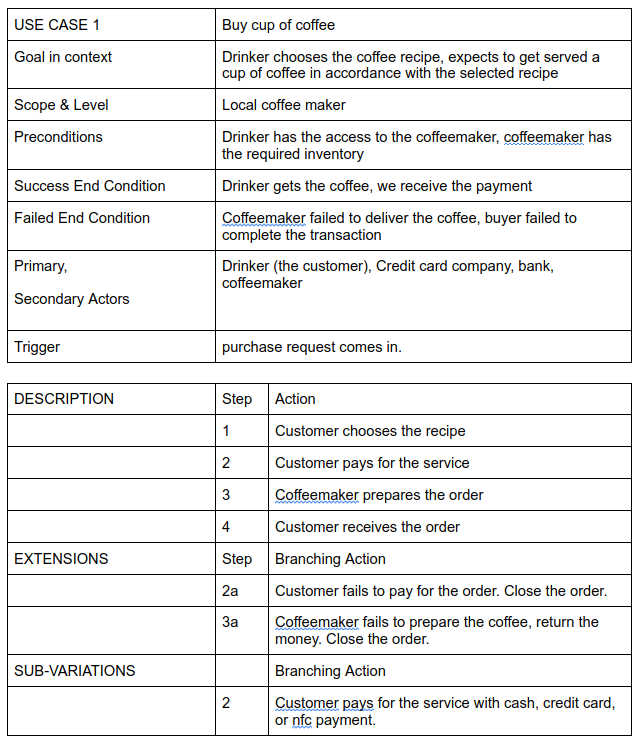 USE CASE 1 Buy cup of coffee
Goal in context Drinker chooses the coffee recipe, expects to get served a
cup of coffee in accordance with the selected recipe
Scope & Level Local coffee maker
Preconditions Drinker has the access to the coffeemaker, coffeemaker has
the required inventory
Success End Condition Drinker gets the coffee, we receive the payment
Failed End Condition Coffeemaker failed to deliver the coffee, buyer failed to
complete the transaction
Primary, Drinker (the customer), Credit card company, bank,
coffeemaker
Secondary Actors
Trigger purchase request comes in.
DESCRIPTION Step Action
1 Customer chooses the recipe
2 Customer pays for the service
3 Coffeemaker prepares the order
4 Customer receives the order
EXTENSIONS Step Branching Action
2a Customer fails to pay for the order. Close the order.
3a Coffeemaker fails to prepare the coffee, return the
money. Close the order.
SUB-VARIATIONS Branching Action
2 Customer pays for the service with cash, credit card,
or nfc payment.